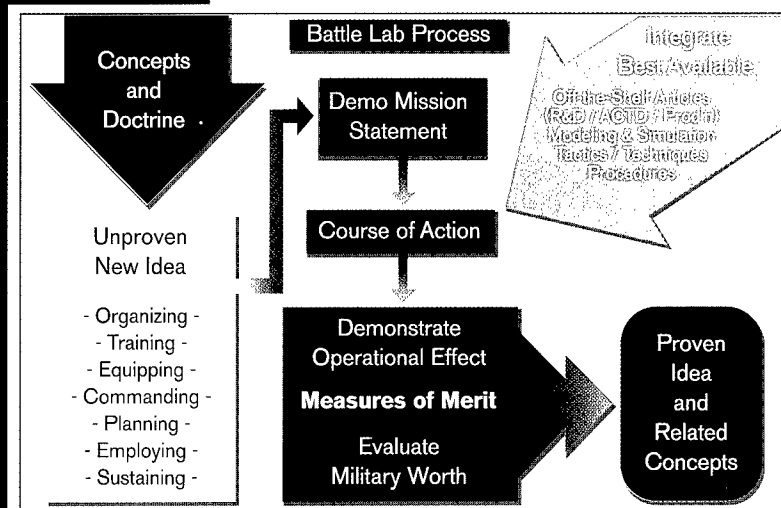 Battle Lab Process
Concepts
and
Doctrine
Unproven
New Idea
- Organizing -
- Training -
- Equipping -
- Commanding -
- Planning -
- Employing -
- Sustaining -
Demo Mission
Statement
Course of Action
Integrate
Best Available
Off-the-Shelf Articles
(R&D / ACTD / Prod'n)
Modeling & Simulation
Tactics / Techniques
Procedures
Demonstrate
Operational Effect
Measures of Merit
Evaluate
Military Worth
Proven
Idea
and
Related
Concepts